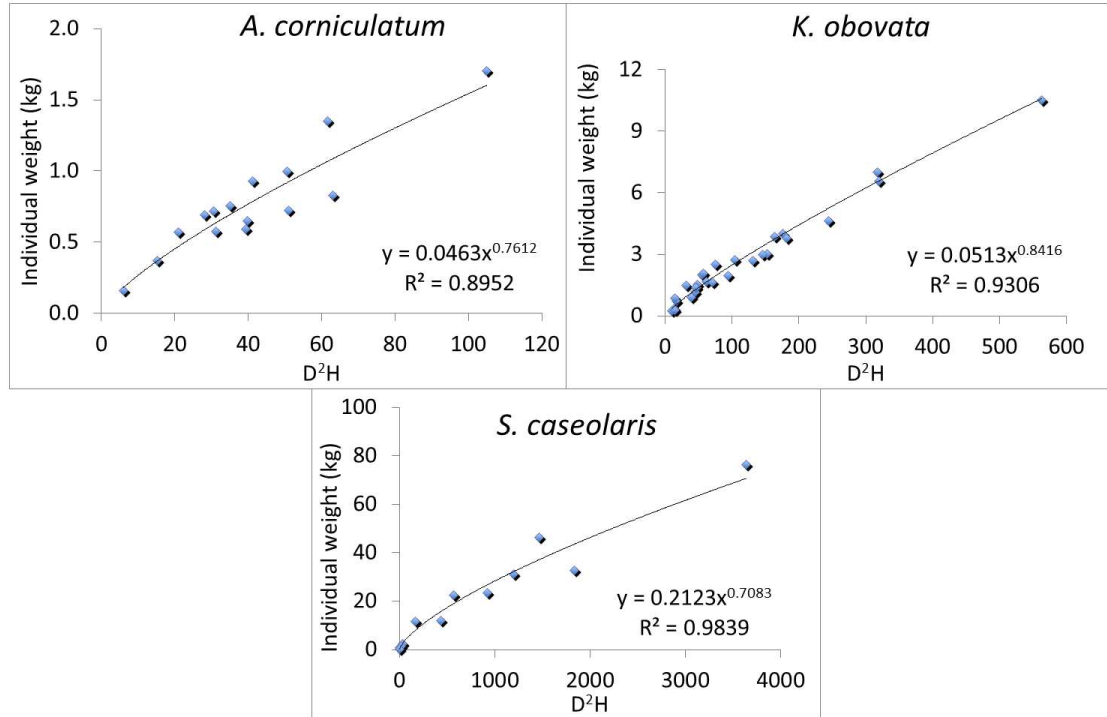 A. corniculatum
Individual weight (kg)
2.0
1.5
1.0
0.5
0.0
y = 0.0463x^0.7612
R² = 0.8952
0 20 40 60 80 100 120
D²H
K. obovata
Individual weight (kg)
12
9
6
3
0
y = 0.0513x^0.8416
R² = 0.9306
0 100 200 300 400 500 600
D²H
S. caseolaris
Individual weight (kg)
100
80
60
40
20
0
y = 0.2123x^0.7083
R² = 0.9839
0 1000 2000 3000 4000
D²H